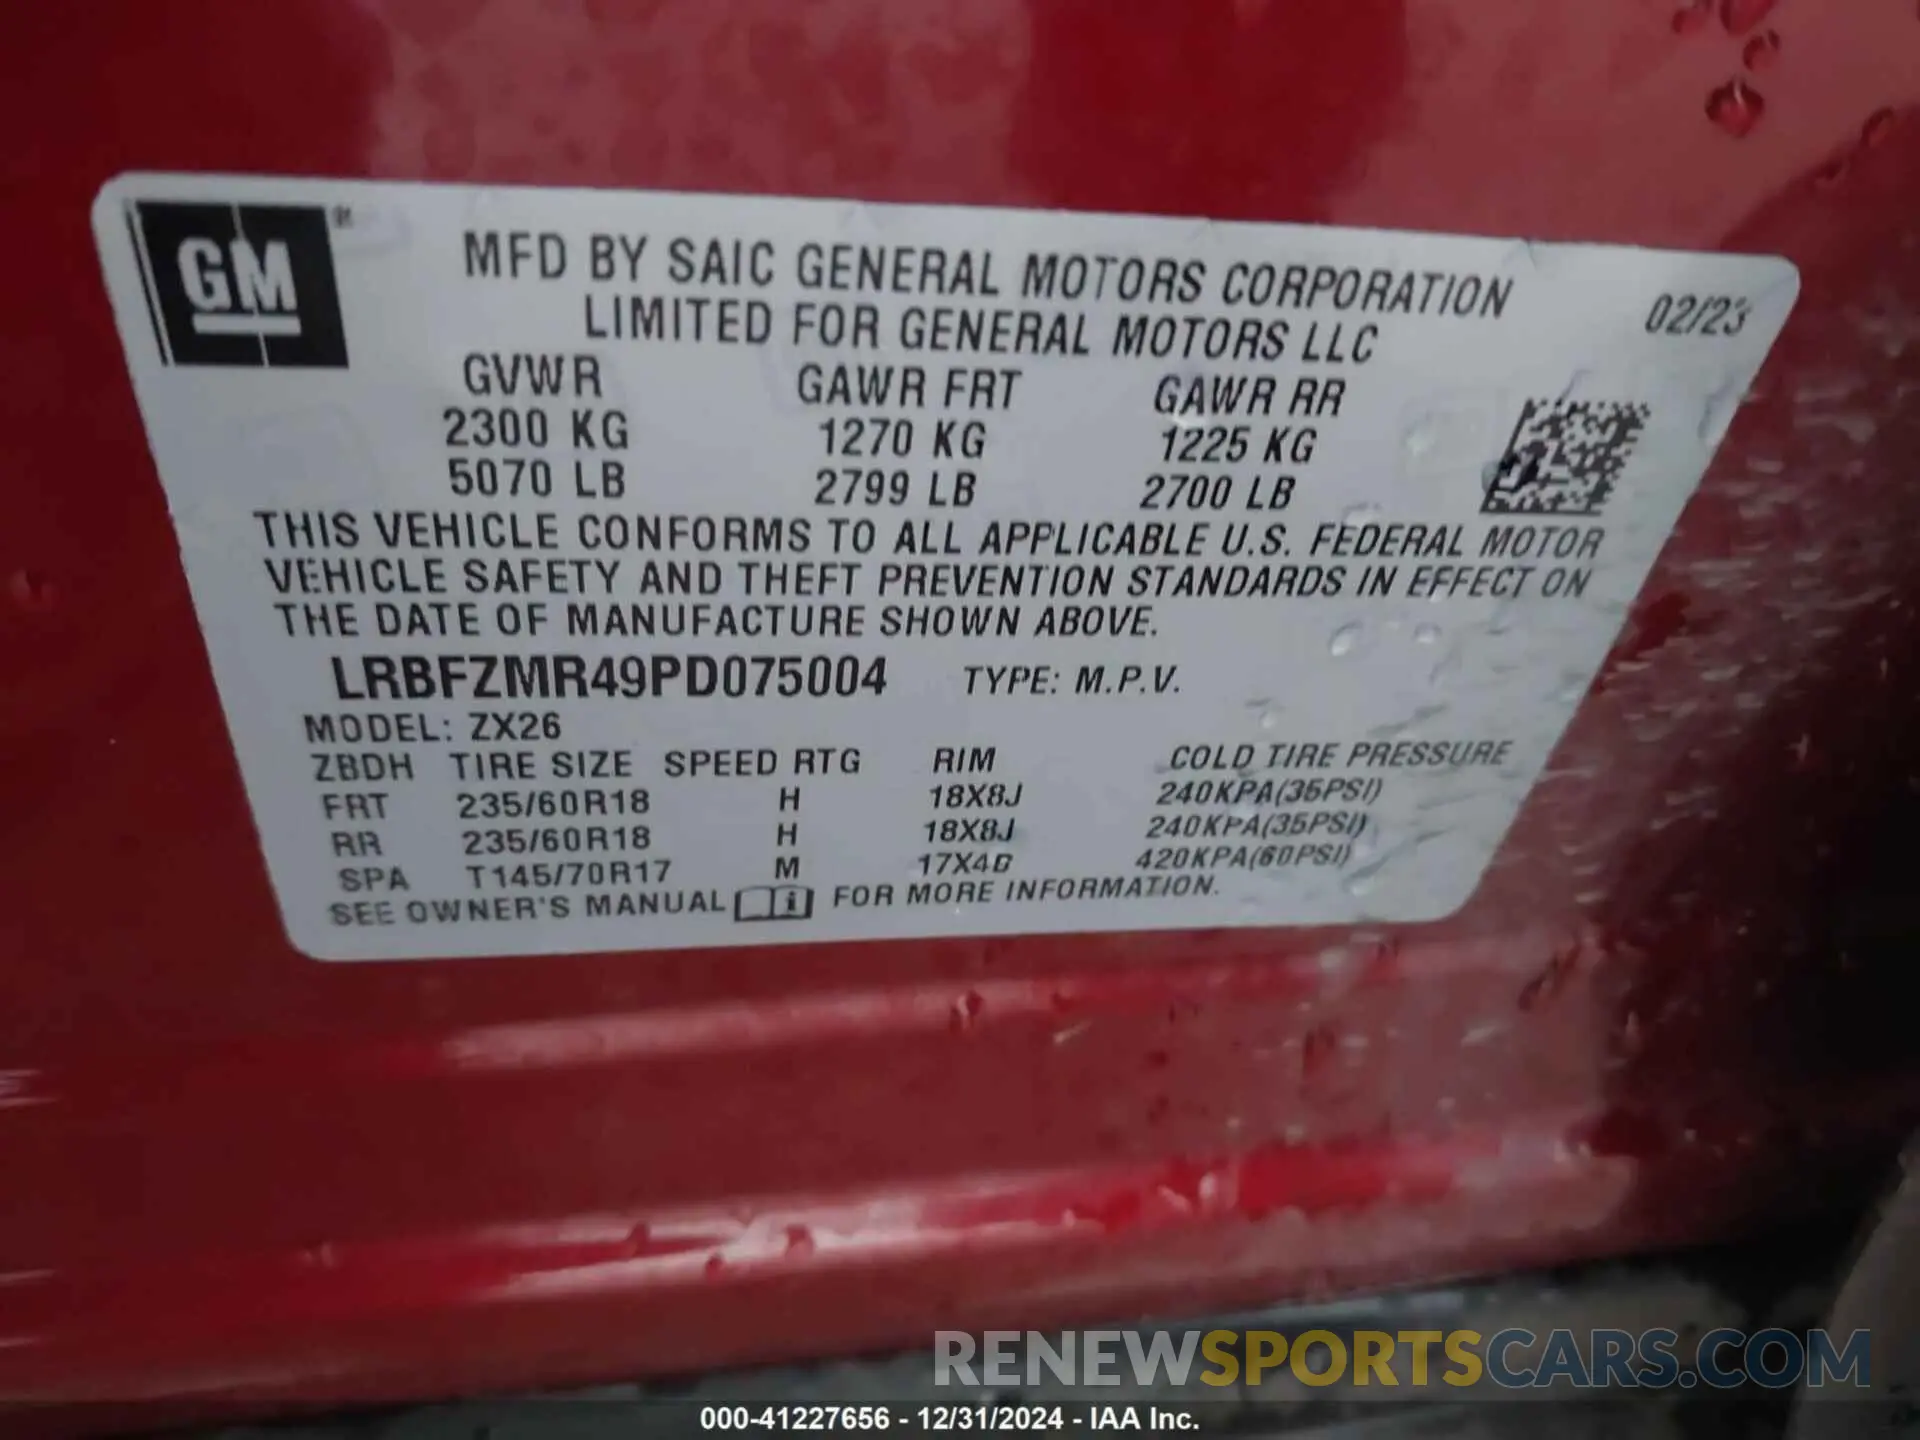 GM ®
MFD BY SAIC GENERAL MOTORS CORPORATION
LIMITED FOR GENERAL MOTORS LLC
02/23
GVWR GAWR FRT GAWR RR
2300 KG 1270 KG 1225 KG
5070 LB 2799 LB 2700 LB
THIS VEHICLE CONFORMS TO ALL APPLICABLE U.S. FEDERAL MOTOR
VEHICLE SAFETY AND THEFT PREVENTION STANDARDS IN EFFECT ON
THE DATE OF MANUFACTURE SHOWN ABOVE.
LRBFZMR49PD075004 TYPE: M.P.V.
MODEL: ZX26
ZBDH TIRE SIZE SPEED RTG RIM COLD TIRE PRESSURE
FRT 235/60R18 H 18X8J 240KPA(35PSI)
RR 235/60R18 H 18X8J 240KPA(35PSI)
SPA T145/70R17 M 17X4B 420KPA(60PSI)
SEE OWNER'S MANUAL i FOR MORE INFORMATION.
RENEWSPORTSCARS.COM
000-41227656 - 12/31/2024 - IAA Inc.